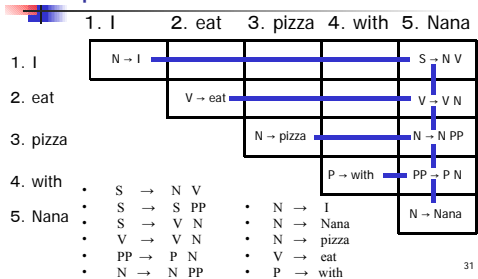 1. I 2. eat 3. pizza 4. with 5. Nana
1. I N → I S → N V
2. eat V → eat V → V N
3. pizza N → pizza N → N PP
4. with P → with PP → P N
5. Nana N → Nana
• S → N V
• S → S PP • N → I
• S → V N • N → Nana
• V → V N • N → pizza
• PP → P N • V → eat
• N → N PP • P → with
31